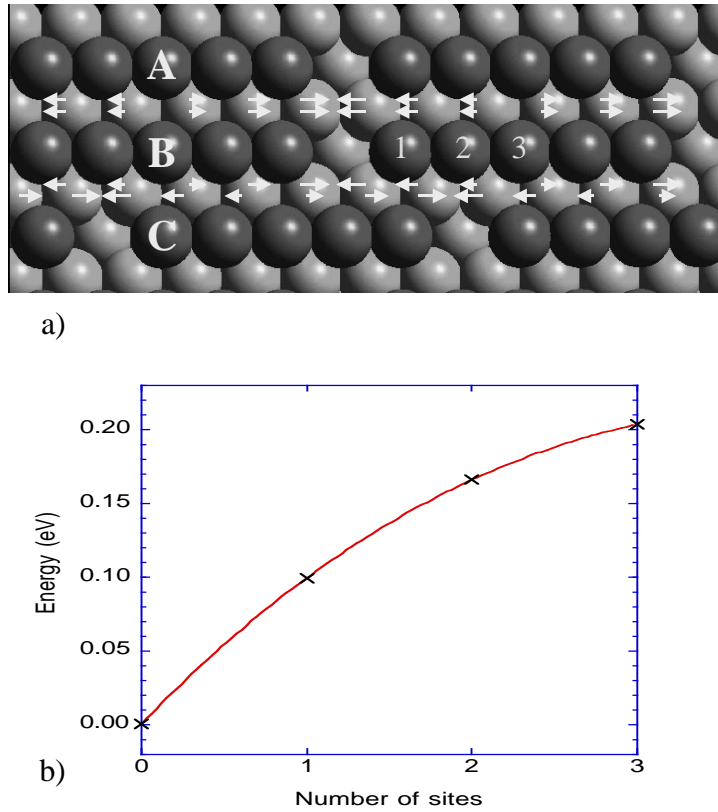 A
B 1 2 3
C
a)
0.20
0.15
0.10
0.05
0.00
Energy (eV)
b)
0 1 2 3
Number of sites